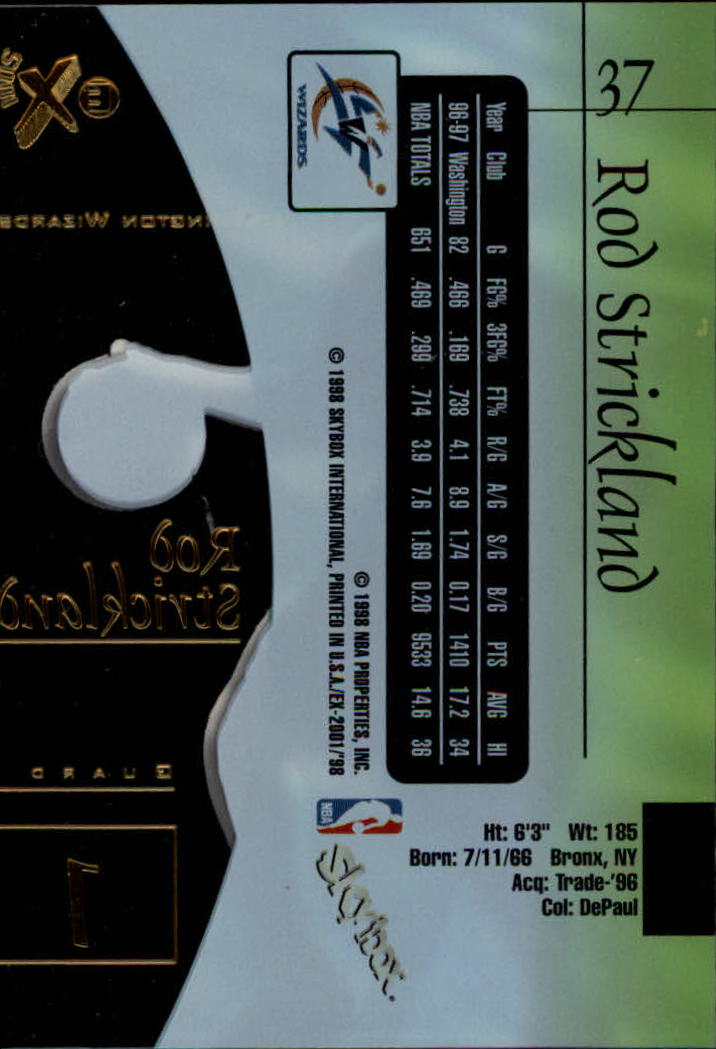 37 Rod Strickland
Ht: 6'3" Wt: 185
Born: 7/11/66 Bronx, NY
Acq: Trade-'96
Col: DePaul
Year Club G FG% 3FG% FT% R/G A/G S/G B/G PTS AVG HI
96-97 Washington 82 .466 .169 .738 4.1 8.9 1.74 0.17 1410 17.2 34
NBA TOTALS 651 .469 .299 .714 3.9 7.6 1.69 0.20 9533 14.6 36
WIZARDS
© 1998 NBA PROPERTIES, INC.
© 1998 SKYBOX INTERNATIONAL, PRINTED IN U.S.A./EX-2001/'98
NBA
SkyBox
Rod
Strickland
GUARD
1